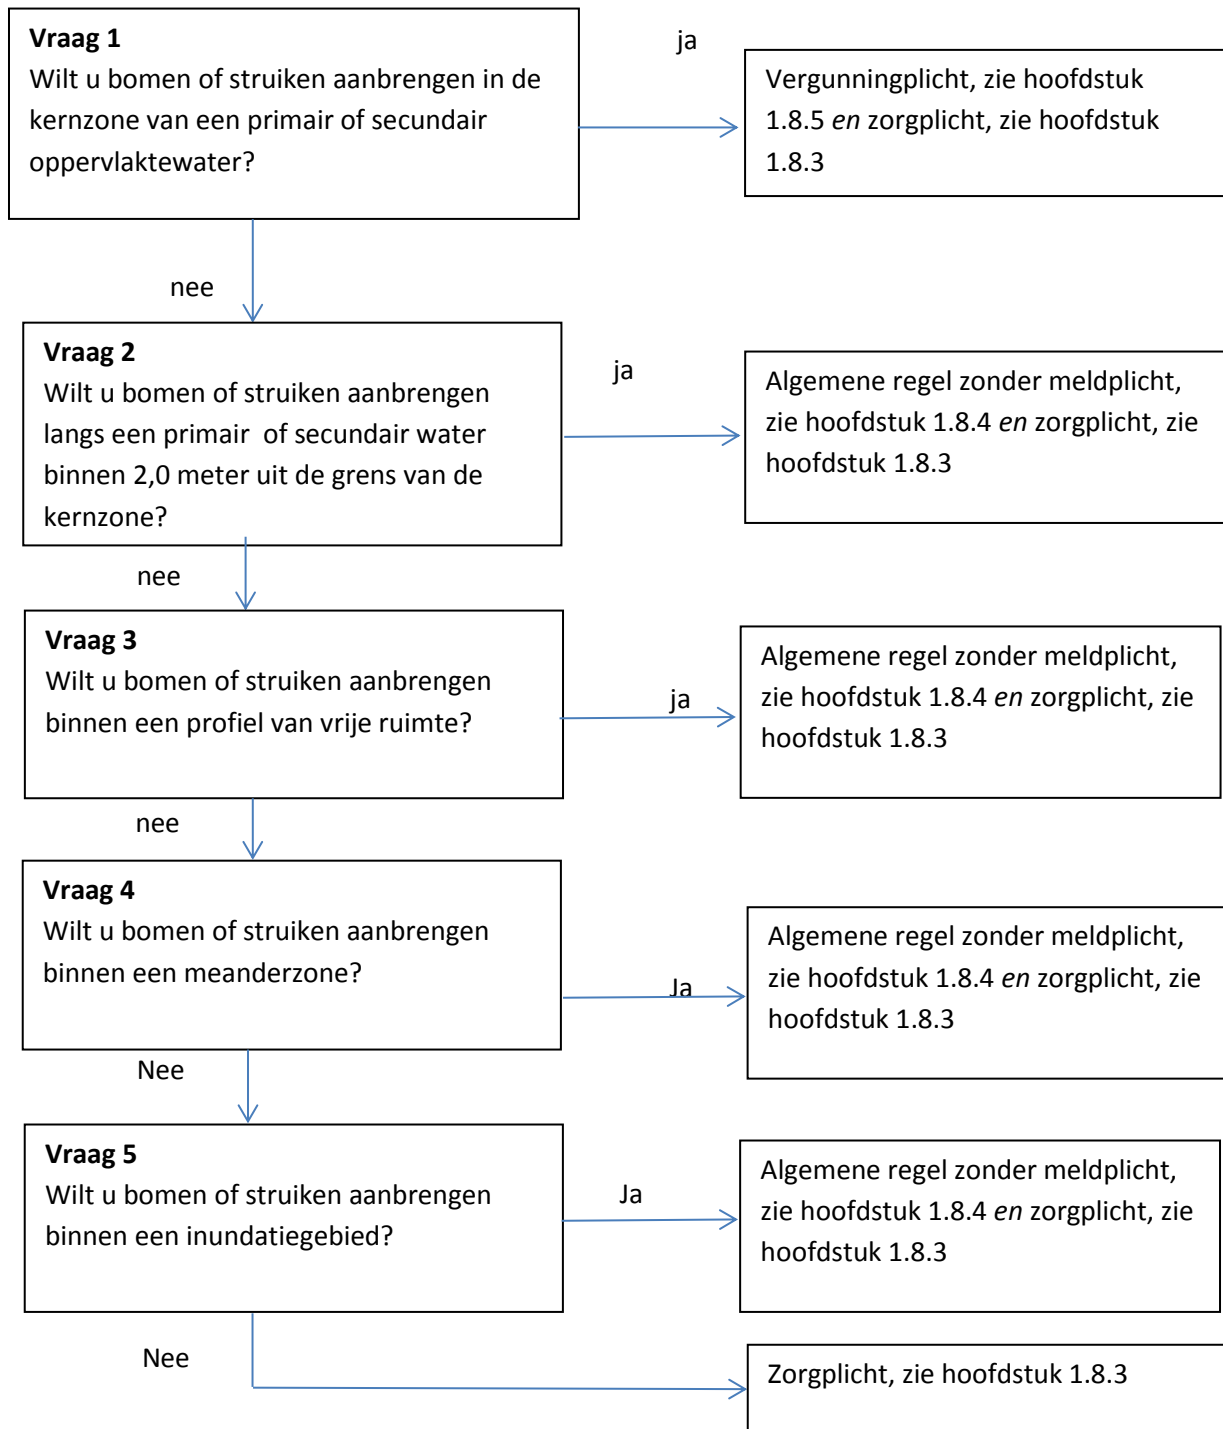 Vraag 1
Wilt u bomen of struiken aanbrengen in de
kernzone van een primair of secundair
oppervlaktewater?
ja
Vergunningplicht, zie hoofdstuk
1.8.5 en zorgplicht, zie hoofdstuk
1.8.3
nee
Vraag 2
Wilt u bomen of struiken aanbrengen
langs een primair  of secundair water
binnen 2,0 meter uit de grens van de
kernzone?
ja
Algemene regel zonder meldplicht,
zie hoofdstuk 1.8.4 en zorgplicht, zie
hoofdstuk 1.8.3
nee
Vraag 3
Wilt u bomen of struiken aanbrengen
binnen een profiel van vrije ruimte?
ja
Algemene regel zonder meldplicht,
zie hoofdstuk 1.8.4 en zorgplicht, zie
hoofdstuk 1.8.3
nee
Vraag 4
Wilt u bomen of struiken aanbrengen
binnen een meanderzone?
Ja
Algemene regel zonder meldplicht,
zie hoofdstuk 1.8.4 en zorgplicht, zie
hoofdstuk 1.8.3
Nee
Vraag 5
Wilt u bomen of struiken aanbrengen
binnen een inundatiegebied?
Ja
Algemene regel zonder meldplicht,
zie hoofdstuk 1.8.4 en zorgplicht, zie
hoofdstuk 1.8.3
Nee
Zorgplicht, zie hoofdstuk 1.8.3